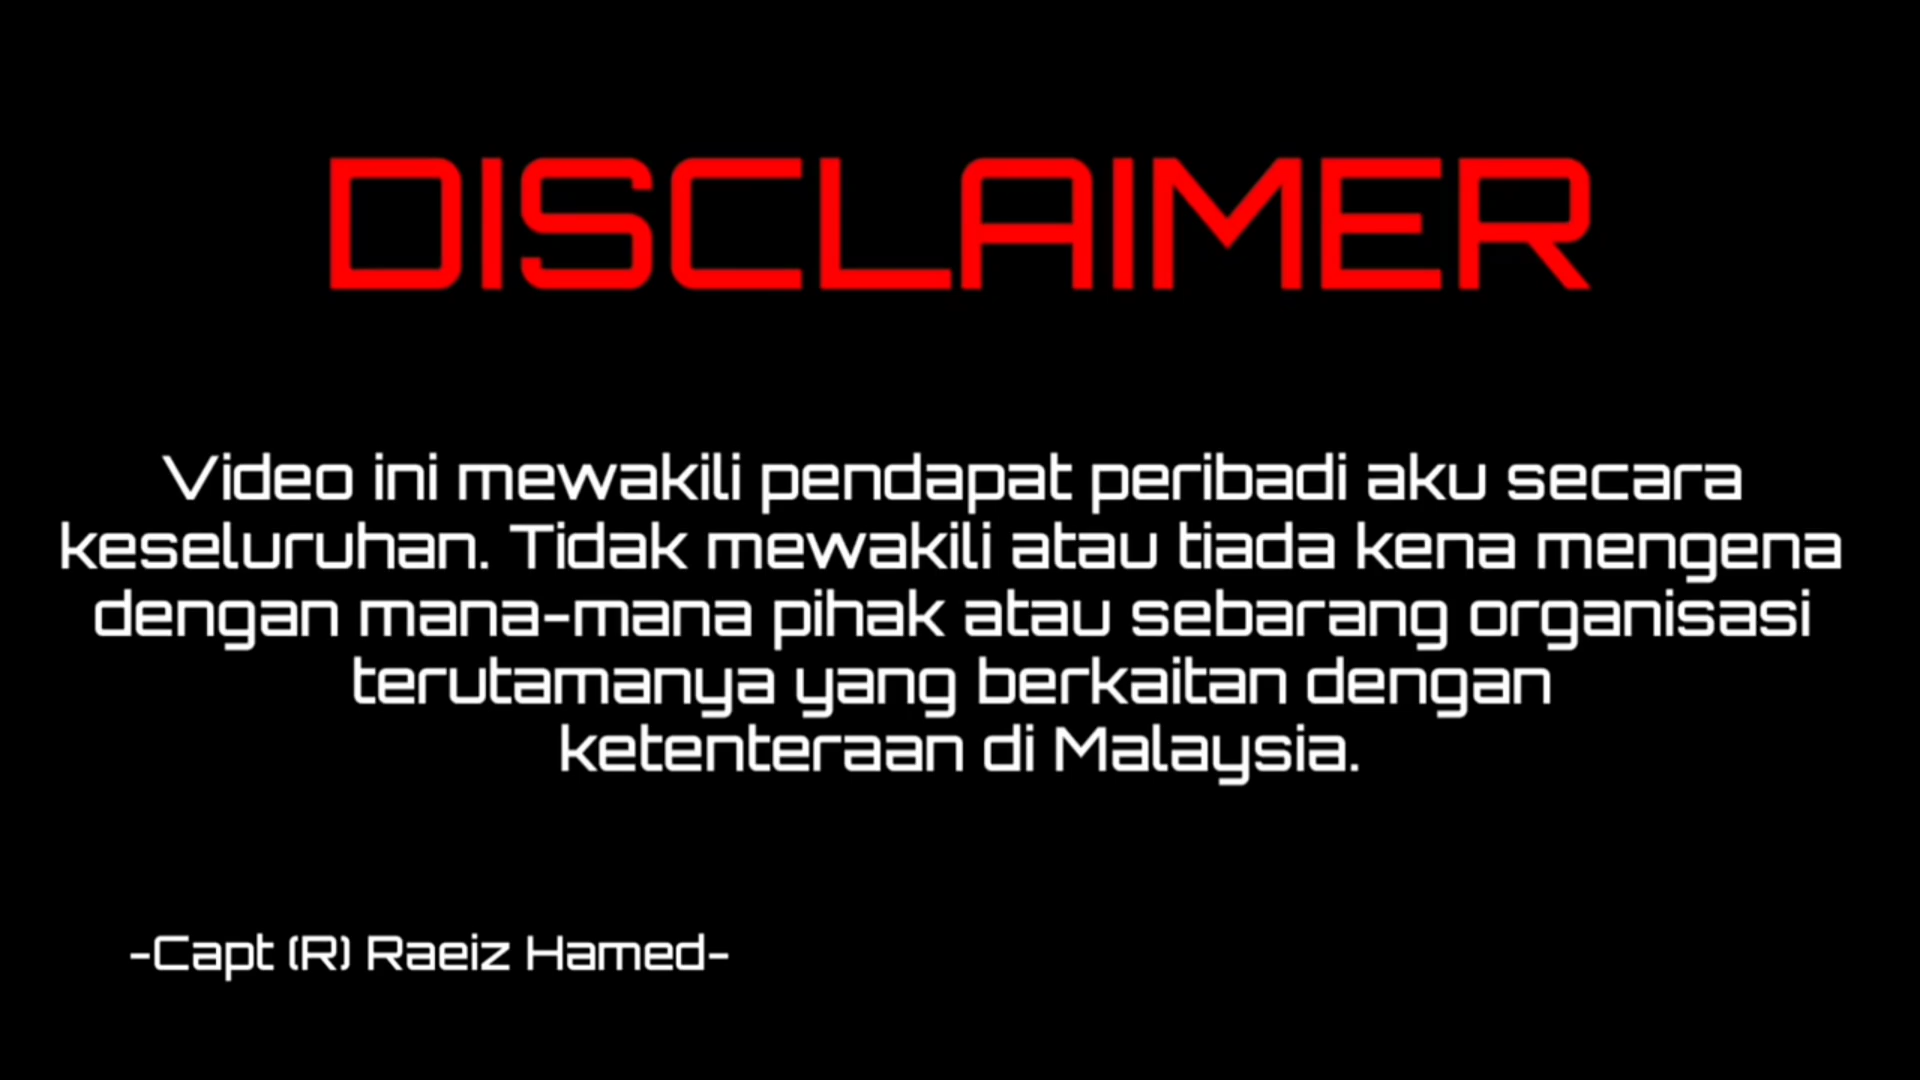 DISCLAIMER
Video ini mewakili pendapat peribadi aku secara
keseluruhan. Tidak mewakili atau tiada kena mengena
dengan mana-mana pihak atau sebarang organisasi
terutamanya yang berkaitan dengan
ketenteraan di Malaysia.
-Capt (R) Raeiz Hamed-